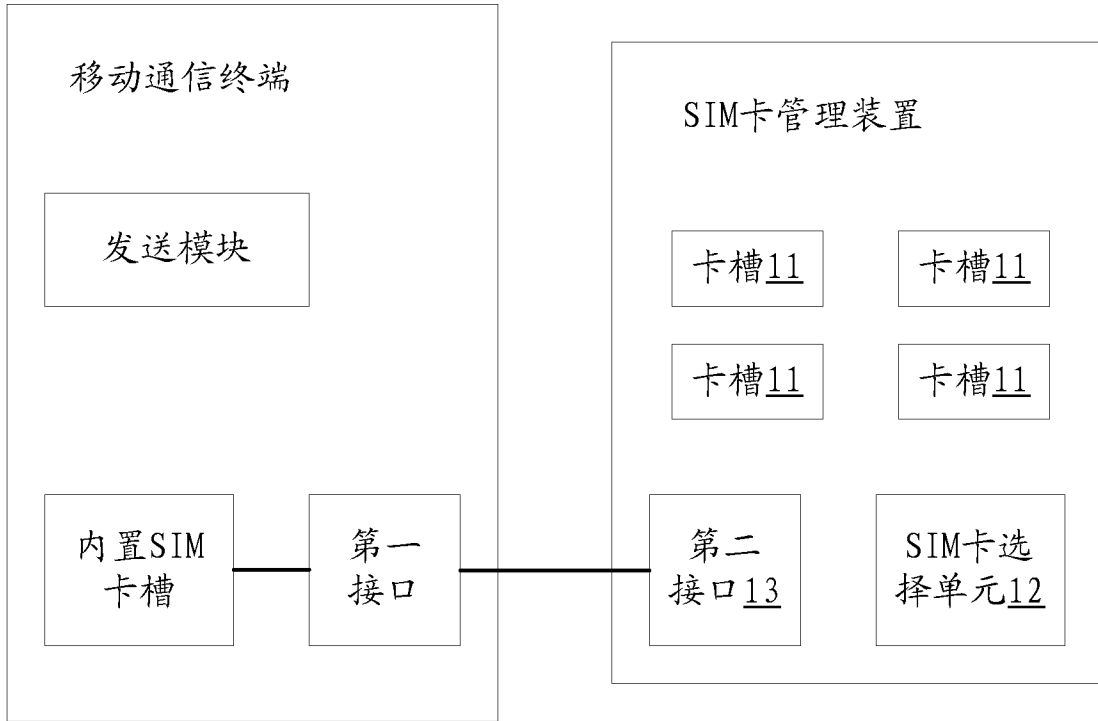 移动通信终端
发送模块
内置SIM
卡槽
第一
接口
SIM卡管理装置
卡槽11
卡槽11
卡槽11
卡槽11
第二
接口13
SIM卡选
择单元12